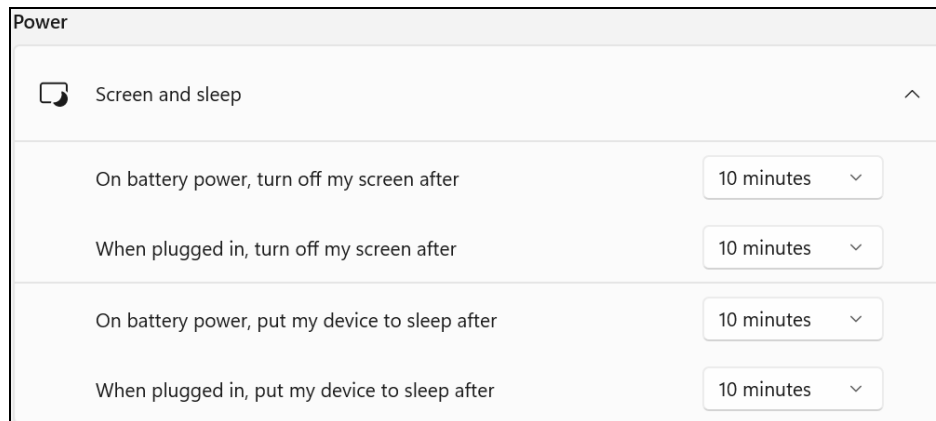 Power
Screen and sleep
On battery power, turn off my screen after 10 minutes
When plugged in, turn off my screen after 10 minutes
On battery power, put my device to sleep after 10 minutes
When plugged in, put my device to sleep after 10 minutes